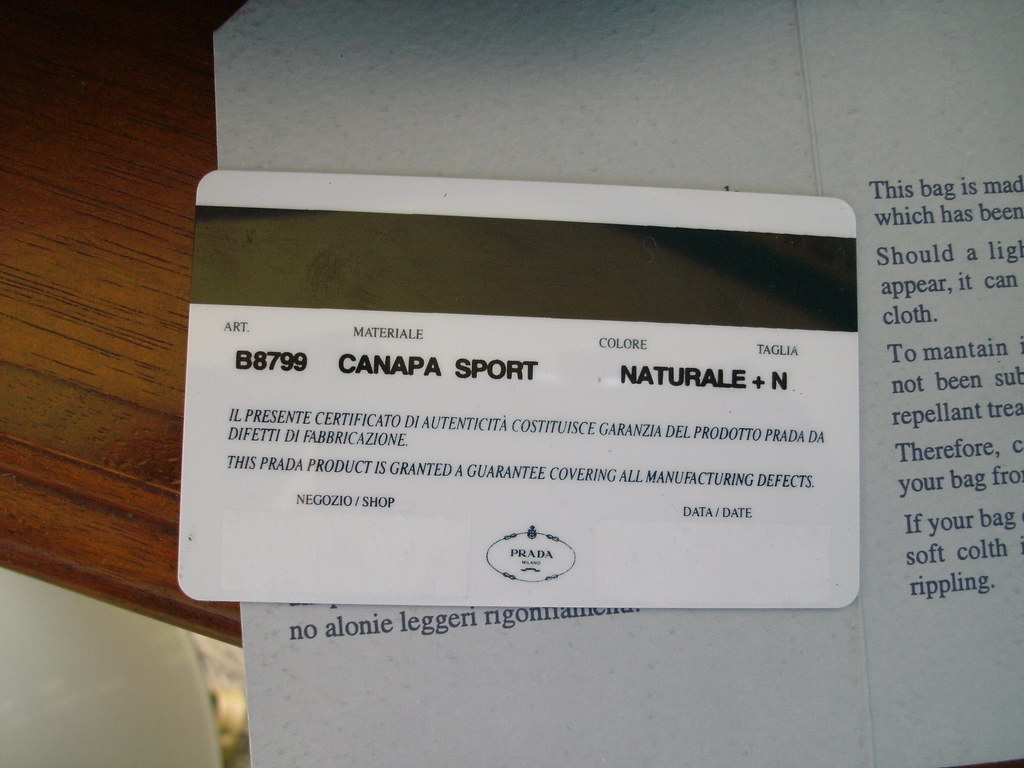 ART.
MATERIALE
COLORE
TAGLIA
B8799
CANAPA SPORT
NATURALE + N
IL PRESENTE CERTIFICATO DI AUTENTICITÀ COSTITUISCE GARANZIA DEL PRODOTTO PRADA DA
DIFETTI DI FABBRICAZIONE.
THIS PRADA PRODUCT IS GRANTED A GUARANTEE COVERING ALL MANUFACTURING DEFECTS.
NEGOZIO / SHOP
DATA / DATE
PRADA
MILANO
no alonie leggeri rigonfiamenti.
This bag is mad
which has been
Should a ligh
appear, it can
cloth.
To mantain i
not been sub
repellant trea
Therefore, c
your bag fro
If your bag
soft colth i
rippling.